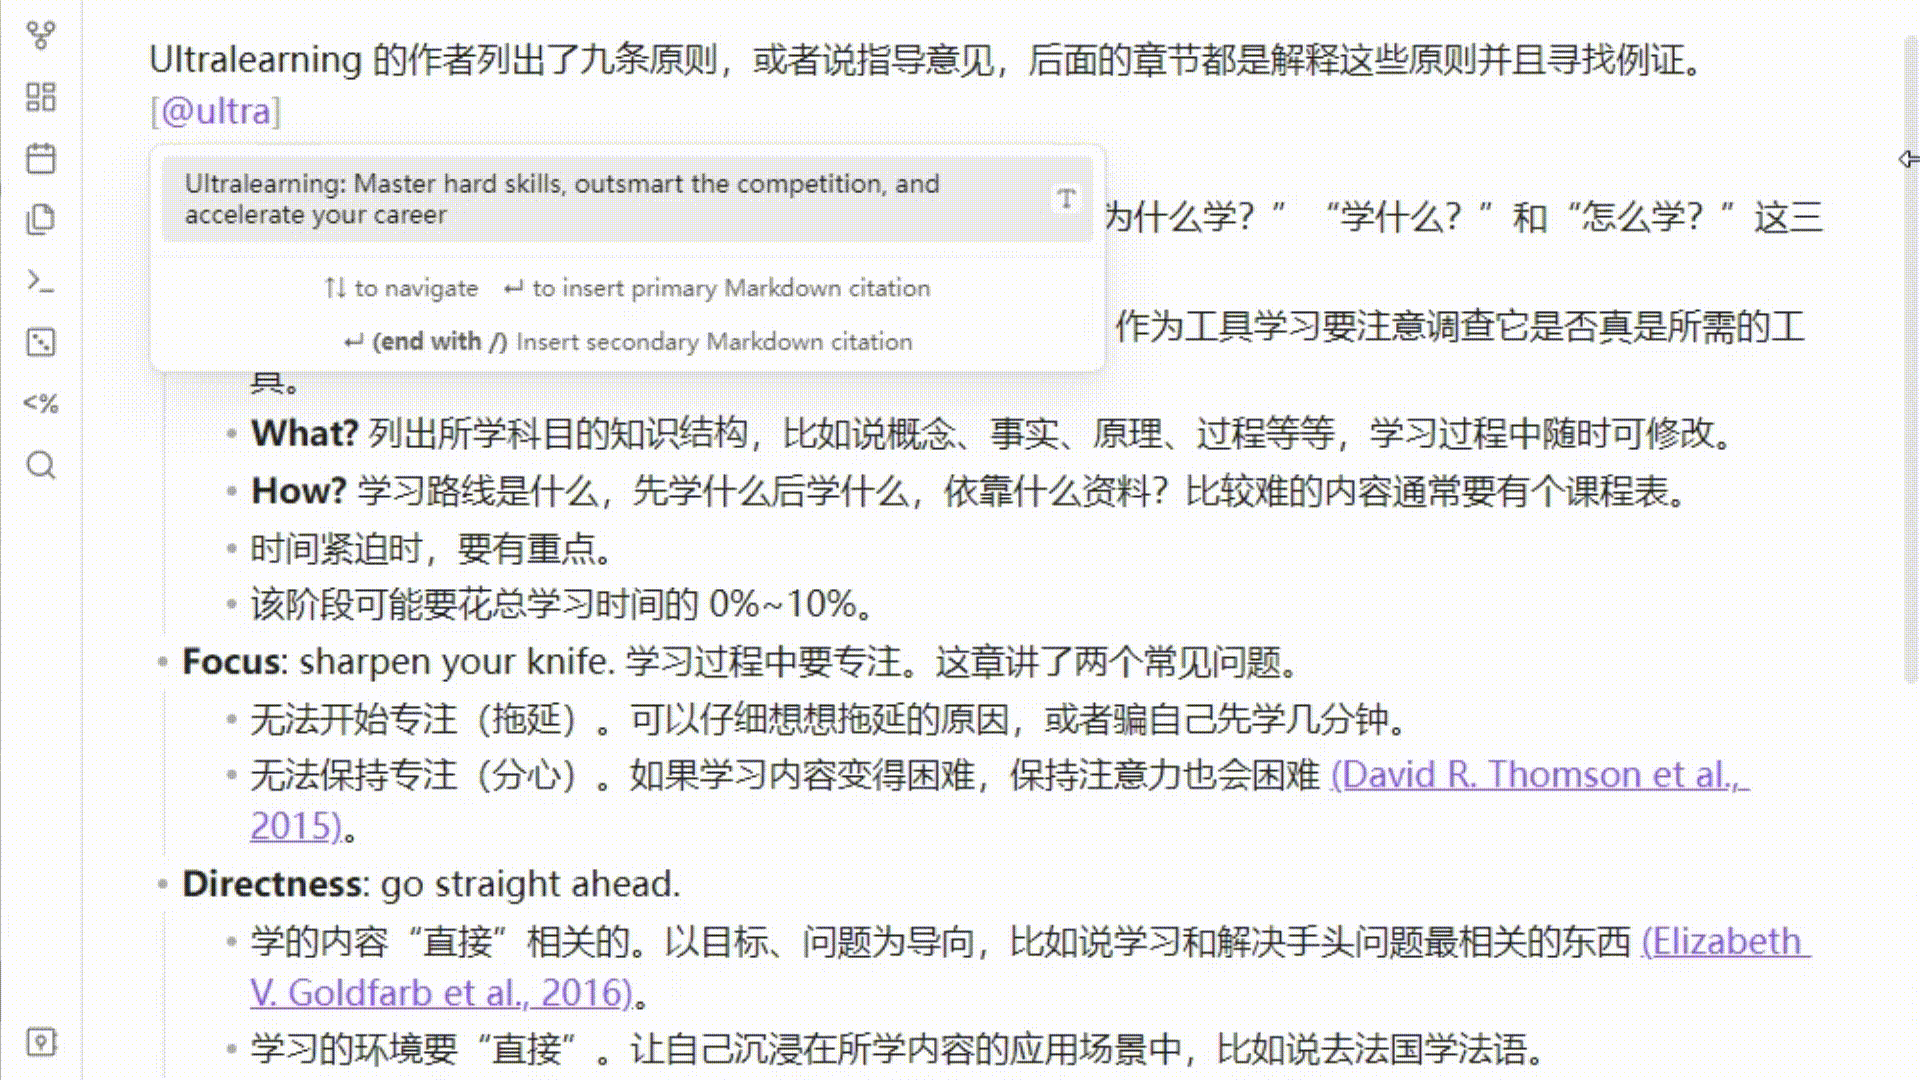 Ultralearning 的作者列出了九条原则，或者说指导意见，后面的章节都是解释这些原则并且寻找例证。
[@ultra]
Ultralearning: Master hard skills, outsmart the competition, and
accelerate your career
T
为什么学？” “学什么？”和“怎么学？”这三
↑↓ to navigate ↵ to insert primary Markdown citation
作为工具学习要注意调查它是否真是所需的工
↵ (end with /) Insert secondary Markdown citation
具。
<%
• What? 列出所学科目的知识结构，比如说概念、事实、原理、过程等等，学习过程中随时可修改。
• How? 学习路线是什么，先学什么后学什么，依靠什么资料？比较难的内容通常要有个课程表。
• 时间紧迫时，要有重点。
• 该阶段可能要花总学习时间的 0%~10%。
• Focus: sharpen your knife. 学习过程中要专注。这章讲了两个常见问题。
• 无法开始专注（拖延）。可以仔细想想拖延的原因，或者骗自己先学几分钟。
• 无法保持专注（分心）。如果学习内容变得困难，保持注意力也会困难 (David R. Thomson et al.,
2015)。
• Directness: go straight ahead.
• 学的内容“直接”相关的。以目标、问题为导向，比如说学习和解决手头问题最相关的东西 (Elizabeth
V. Goldfarb et al., 2016)。
• 学习的环境要“直接”。让自己沉浸在所学内容的应用场景中，比如说去法国学法语。